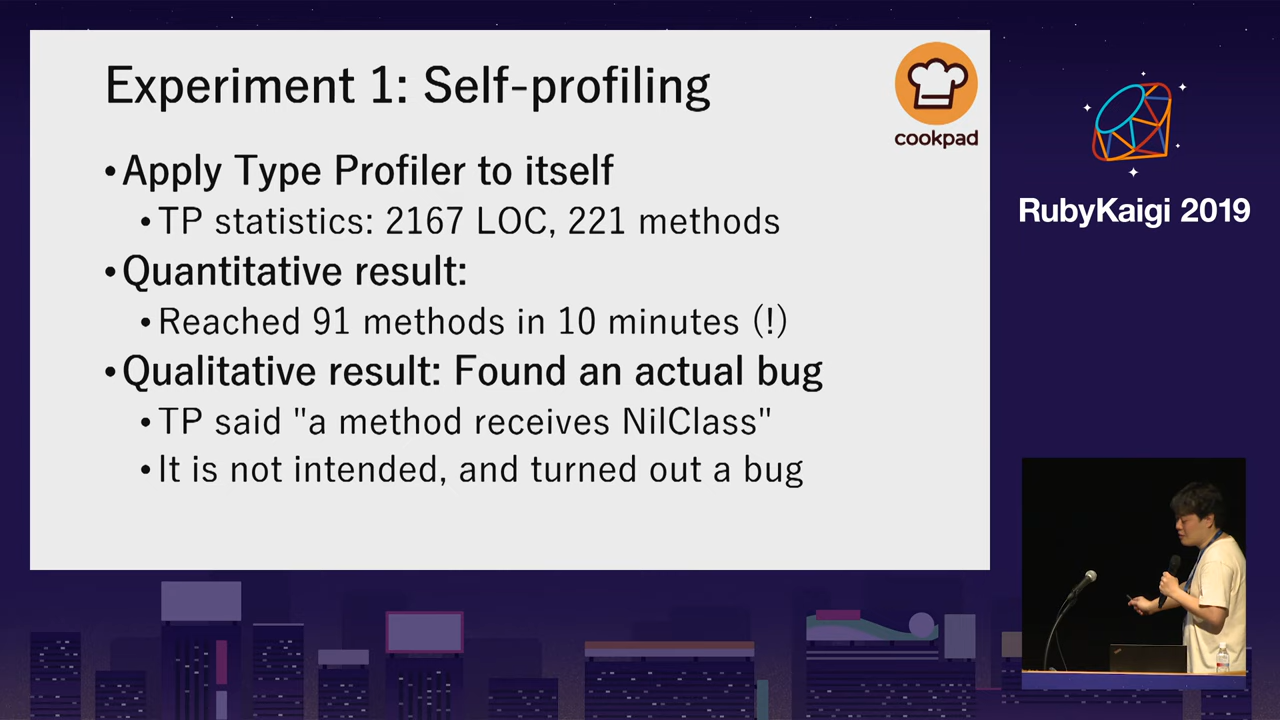 Experiment 1: Self-profiling
cookpad
•Apply Type Profiler to itself
•TP statistics: 2167 LOC, 221 methods
•Quantitative result:
•Reached 91 methods in 10 minutes (!)
•Qualitative result: Found an actual bug
•TP said "a method receives NilClass"
•It is not intended, and turned out a bug
RubyKaigi 2019